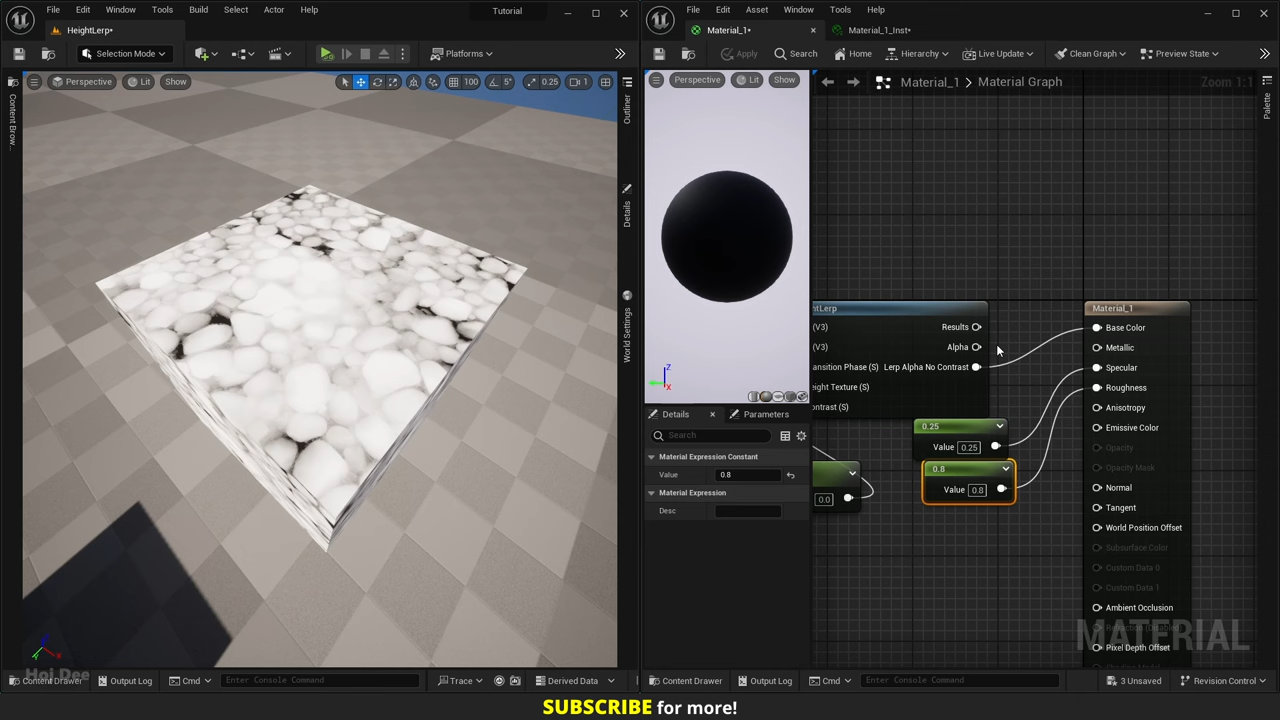 File Edit Window Tools Build Select Actor Help
Tutorial
HeightLerp•
Selection Mode
Platforms
Perspective Lit Show
100 5° 0.25 1
Content Brow...
Outliner
Details
World Settings
Hoi Dee
Content Drawer Output Log Cmd Enter Console Command Trace Derived Data
File Edit Asset Window Tools Help
Material_1•
Material_1_Inst•
Apply Search Home Hierarchy Live Update Clean Graph Preview State
Perspective Lit Show
Material_1 > Material Graph
Zoom 1:1
Palette
Details
Parameters
Search
Material Expression Constant
Value 0.8
Material Expression
Desc
htLerp
(V3) Results
(V3) Alpha
ansition Phase (S) Lerp Alpha No Contrast
eight Texture (S)
ontrast (S)
0.25
Value 0.25
0.8
Value 0.8
0.0
Material_1
Base Color
Metallic
Specular
Roughness
Anisotropy
Emissive Color
Opacity
Opacity Mask
Normal
Tangent
World Position Offset
Subsurface Color
Custom Data 0
Custom Data 1
Ambient Occlusion
Pixel Depth Offset
MATERIAL
Content Drawer Output Log Cmd Enter Console Command 3 Unsaved Revision Control
SUBSCRIBE for more!